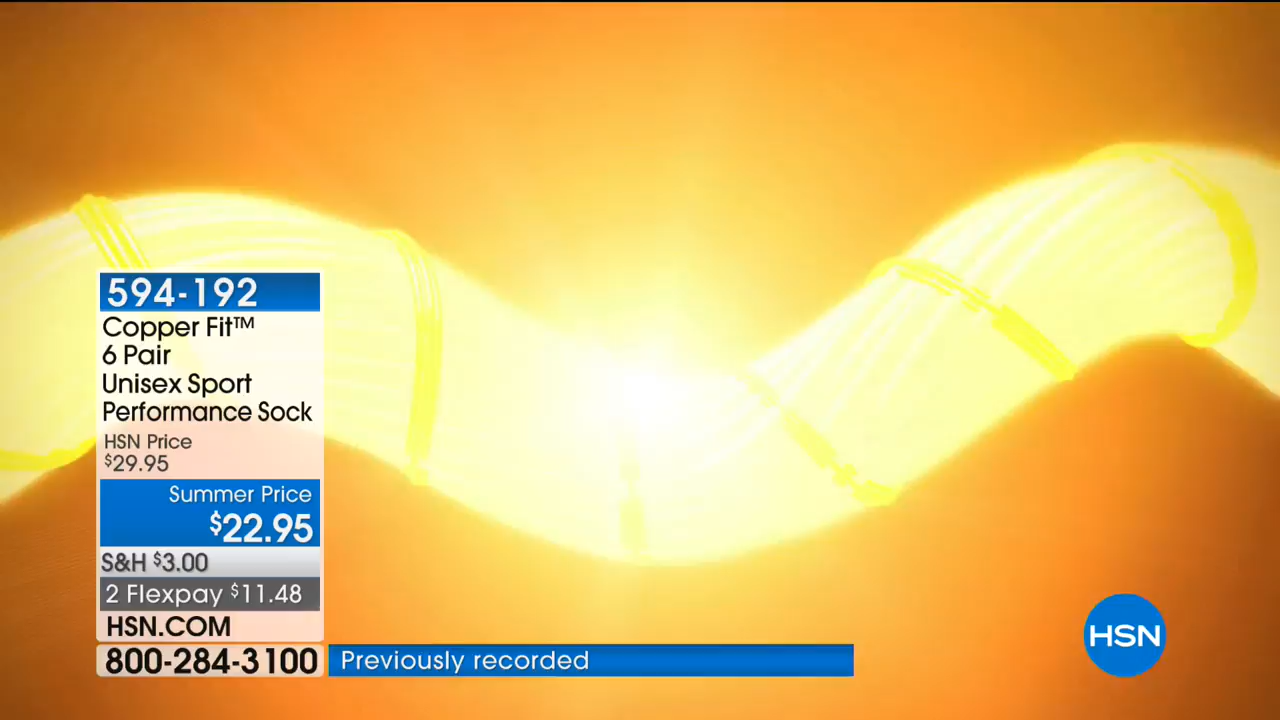 594-192
Copper Fit™
6 Pair
Unisex Sport
Performance Sock
HSN Price
$29.95
Summer Price
$22.95
S&H $3.00
2 Flexpay $11.48
HSN.COM
800-284-3100
Previously recorded
HSN